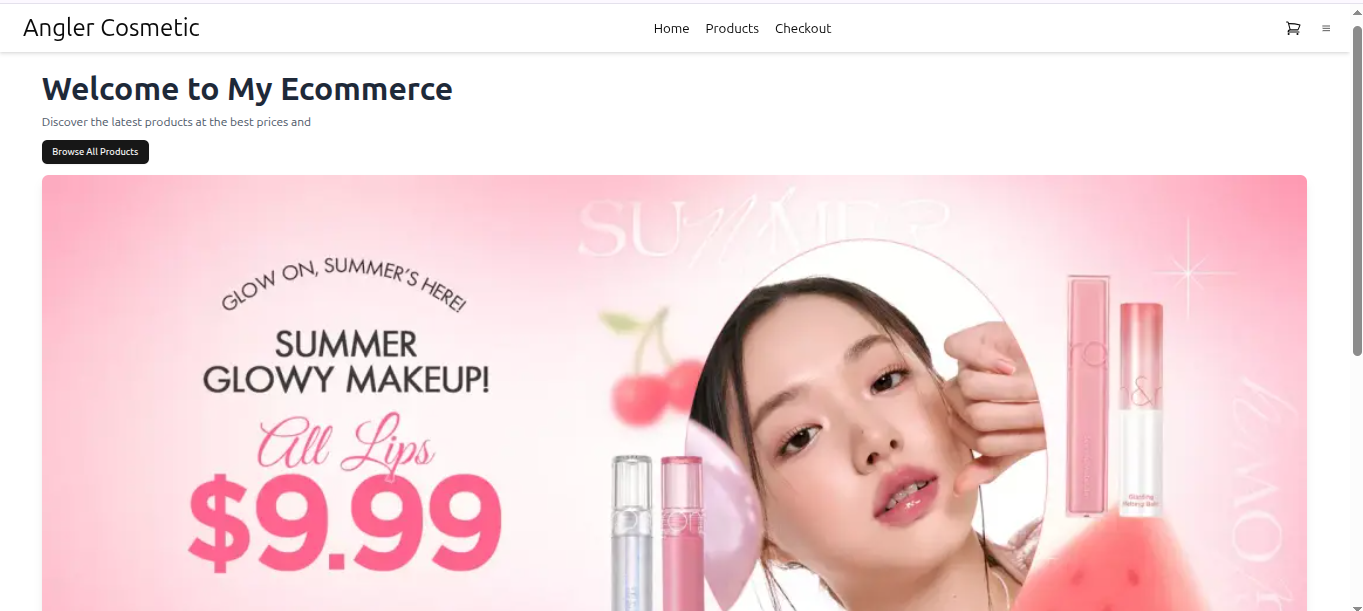 Angler Cosmetic
Home Products Checkout
Welcome to My Ecommerce
Discover the latest products at the best prices and
Browse All Products
SUMMER
GLOW ON, SUMMER'S HERE!
SUMMER
GLOWY MAKEUP!
All Lips
$9.99